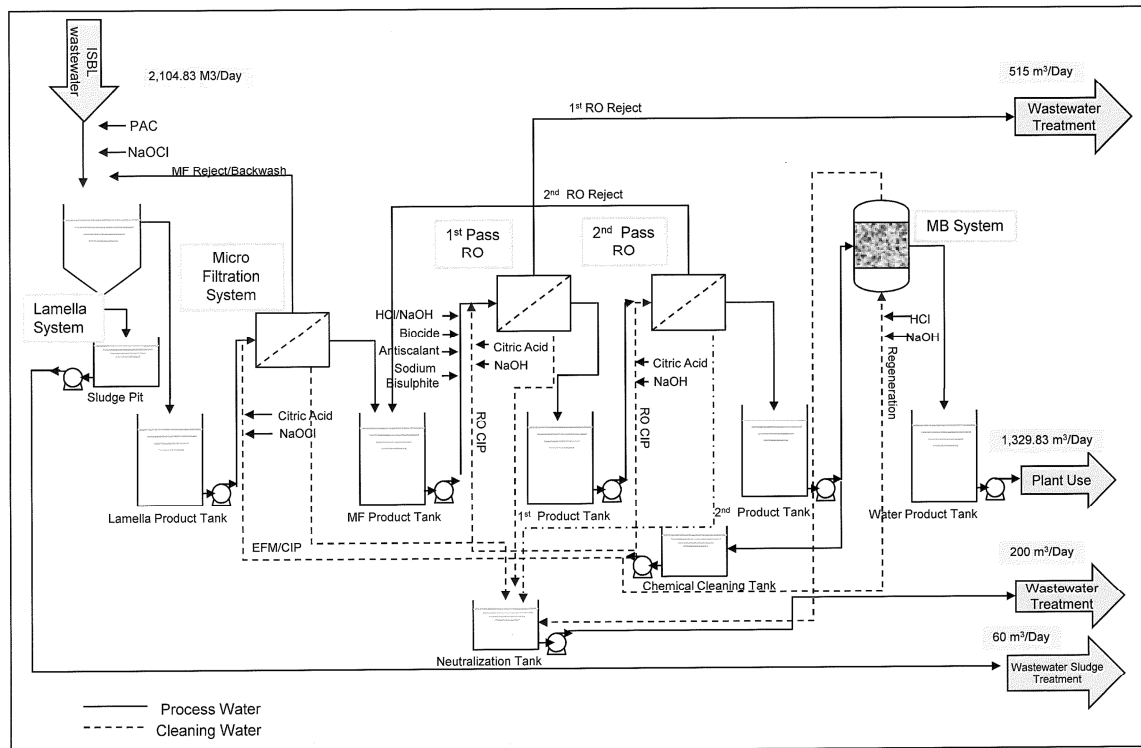 ISBL
wastewater
2,104.83 M3/Day
PAC
NaOCl
MF Reject/Backwash
1st RO Reject
515 m³/Day
Wastewater
Treatment
2nd RO Reject
1st Pass
RO
2nd Pass
RO
MB System
Micro
Filtration
System
Lamella
System
HCl/NaOH
Biocide
Antiscalant
Sodium
Bisulphite
Citric Acid
NaOH
Citric Acid
NaOH
HCl
NaOH
Regeneration
Sludge Pit
Citric Acid
NaOCl
RO CIP
RO CIP
1,329.83 m³/Day
Plant Use
Lamella Product Tank
MF Product Tank
1st Product Tank
2nd Product Tank
Water Product Tank
EFM/CIP
Chemical Cleaning Tank
200 m³/Day
Wastewater
Treatment
Neutralization Tank
60 m³/Day
Wastewater Sludge
Treatment
Process Water
Cleaning Water